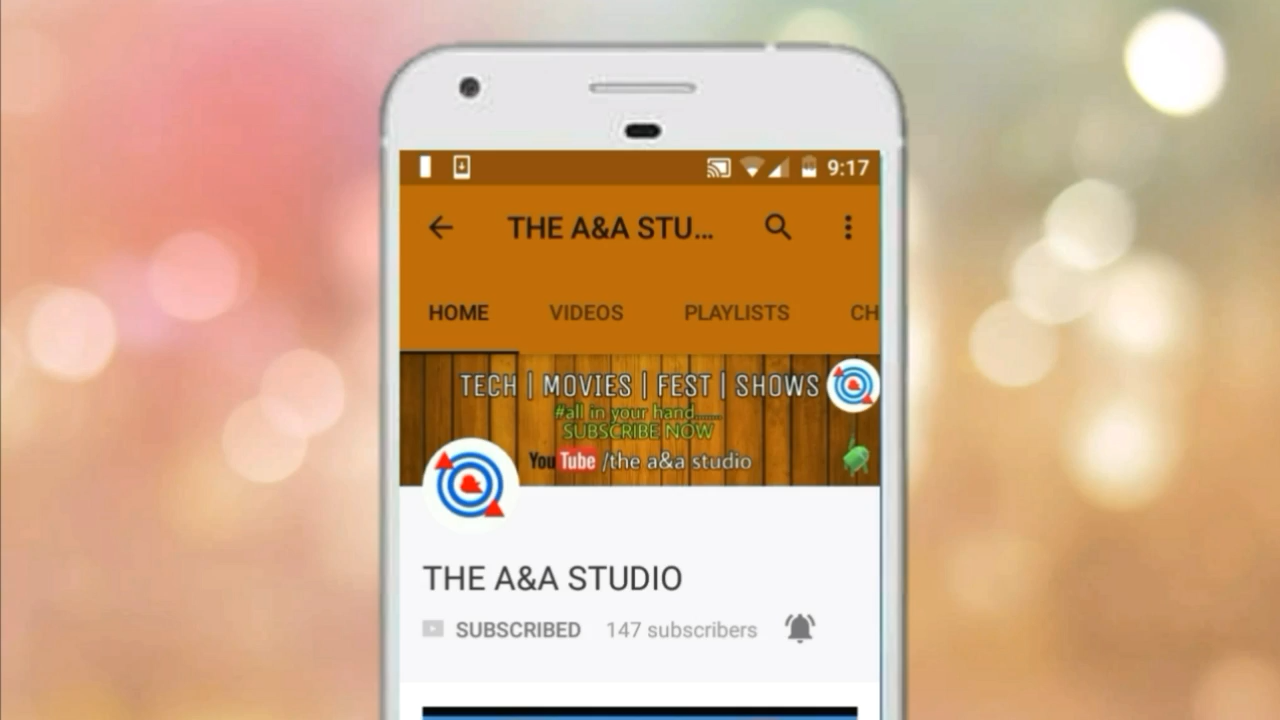 9:17
THE A&A STU...
HOME VIDEOS PLAYLISTS CH
TECH | MOVIES | FEST | SHOWS
#all in your hand.......
SUBSCRIBE NOW
YouTube /the a&a studio
THE A&A STUDIO
SUBSCRIBED 147 subscribers